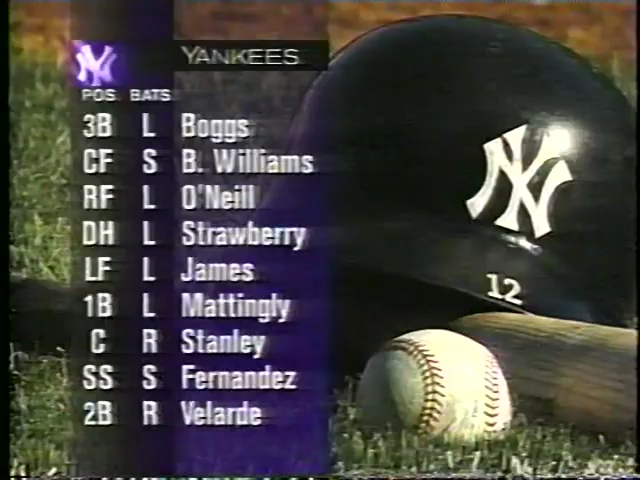 NY YANKEES
POS. BATS
3B L Boggs
CF S B. Williams
RF L O'Neill
DH L Strawberry
LF L James
1B L Mattingly
C R Stanley
SS S Fernandez
2B R Velarde
NY
12